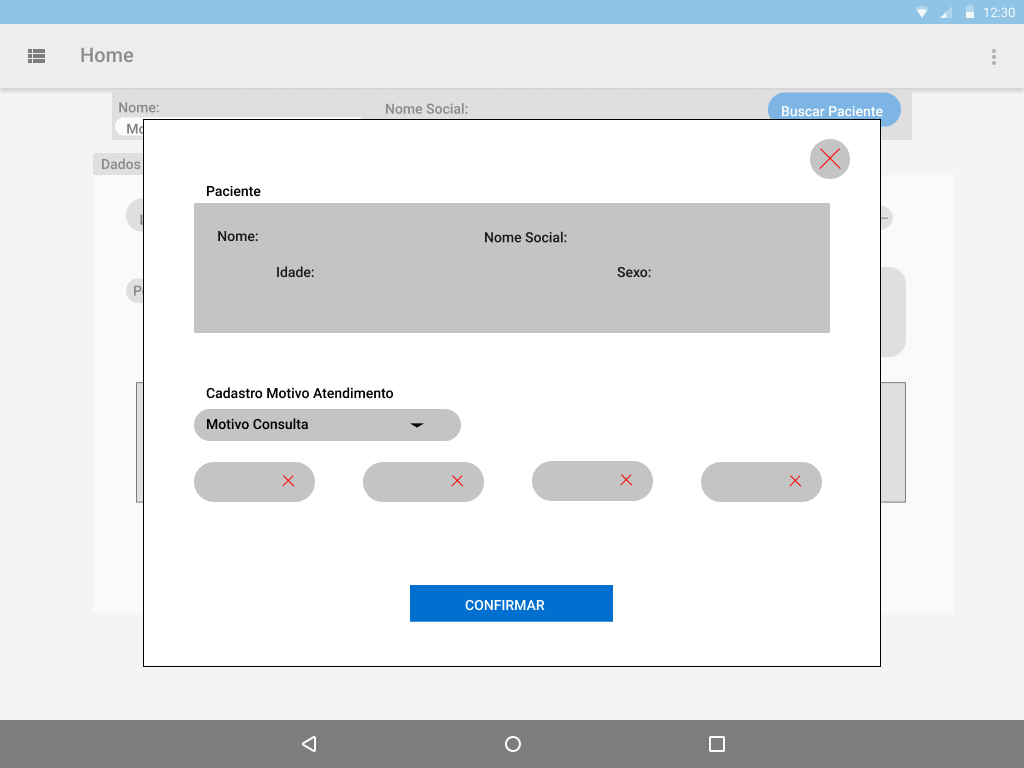 12:30
Home
Nome:
Nome Social:
Buscar Paciente
Dados
Paciente
Nome:
Nome Social:
Idade:
Sexo:
Cadastro Motivo Atendimento
Motivo Consulta
CONFIRMAR